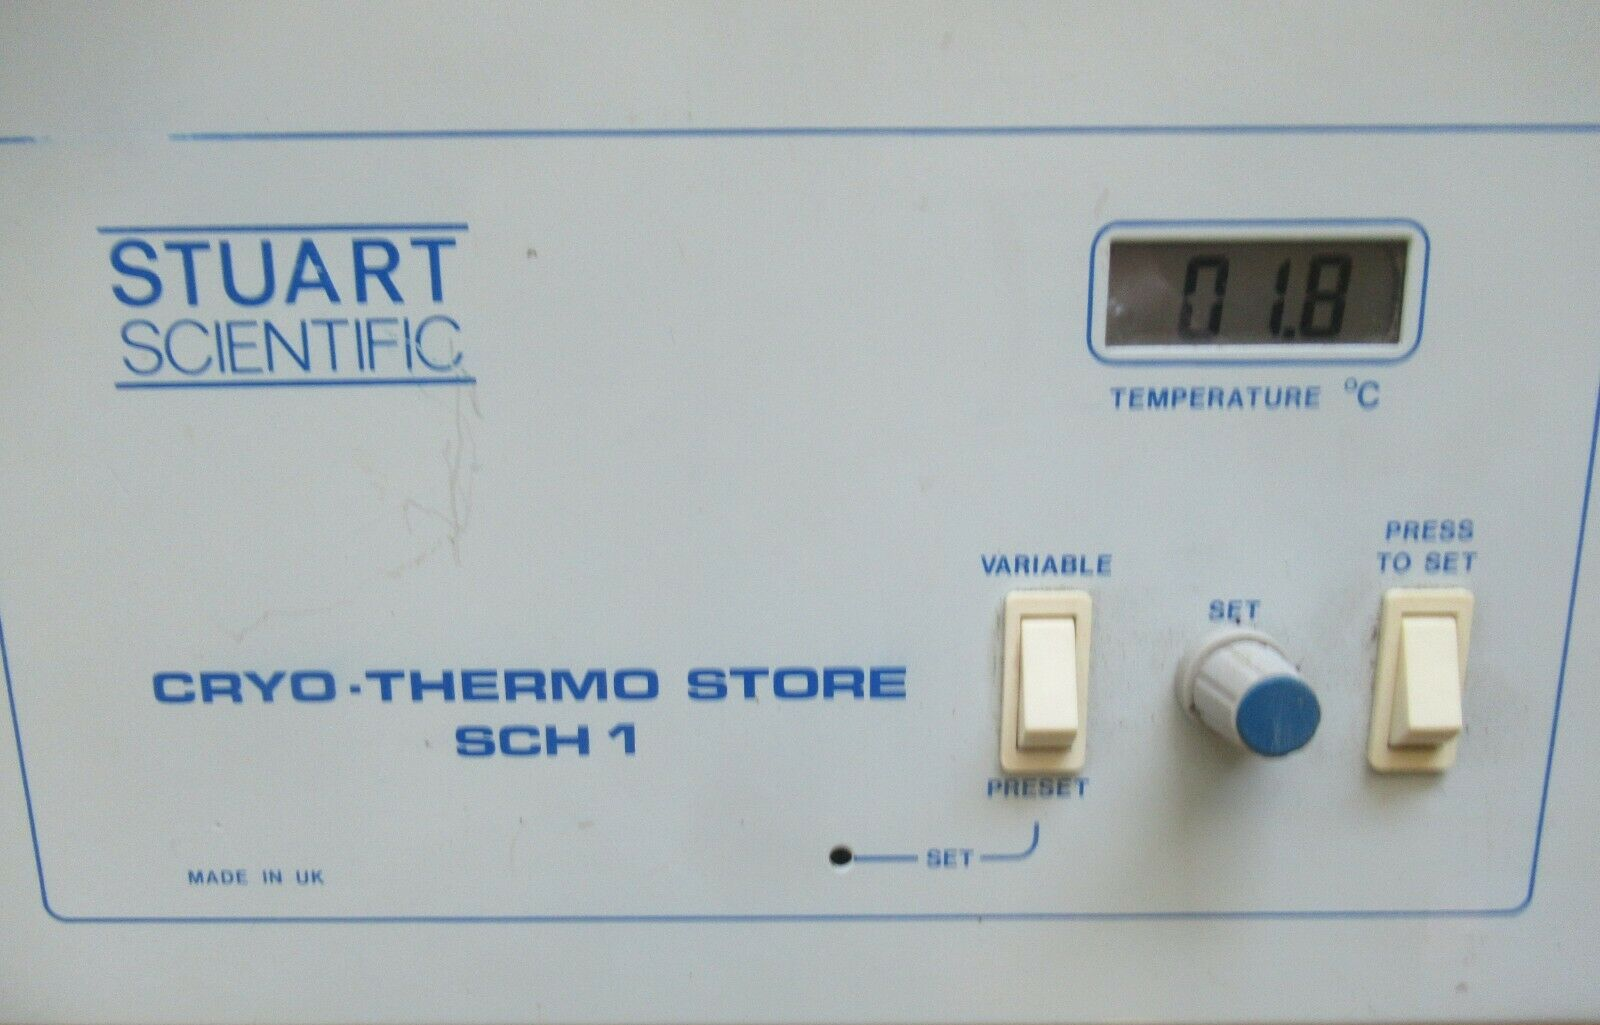 STUART
SCIENTIFIC
01.8
TEMPERATURE °C
PRESS
TO SET
VARIABLE
SET
CRYO-THERMO STORE
SCH 1
PRESET
SET
MADE IN UK